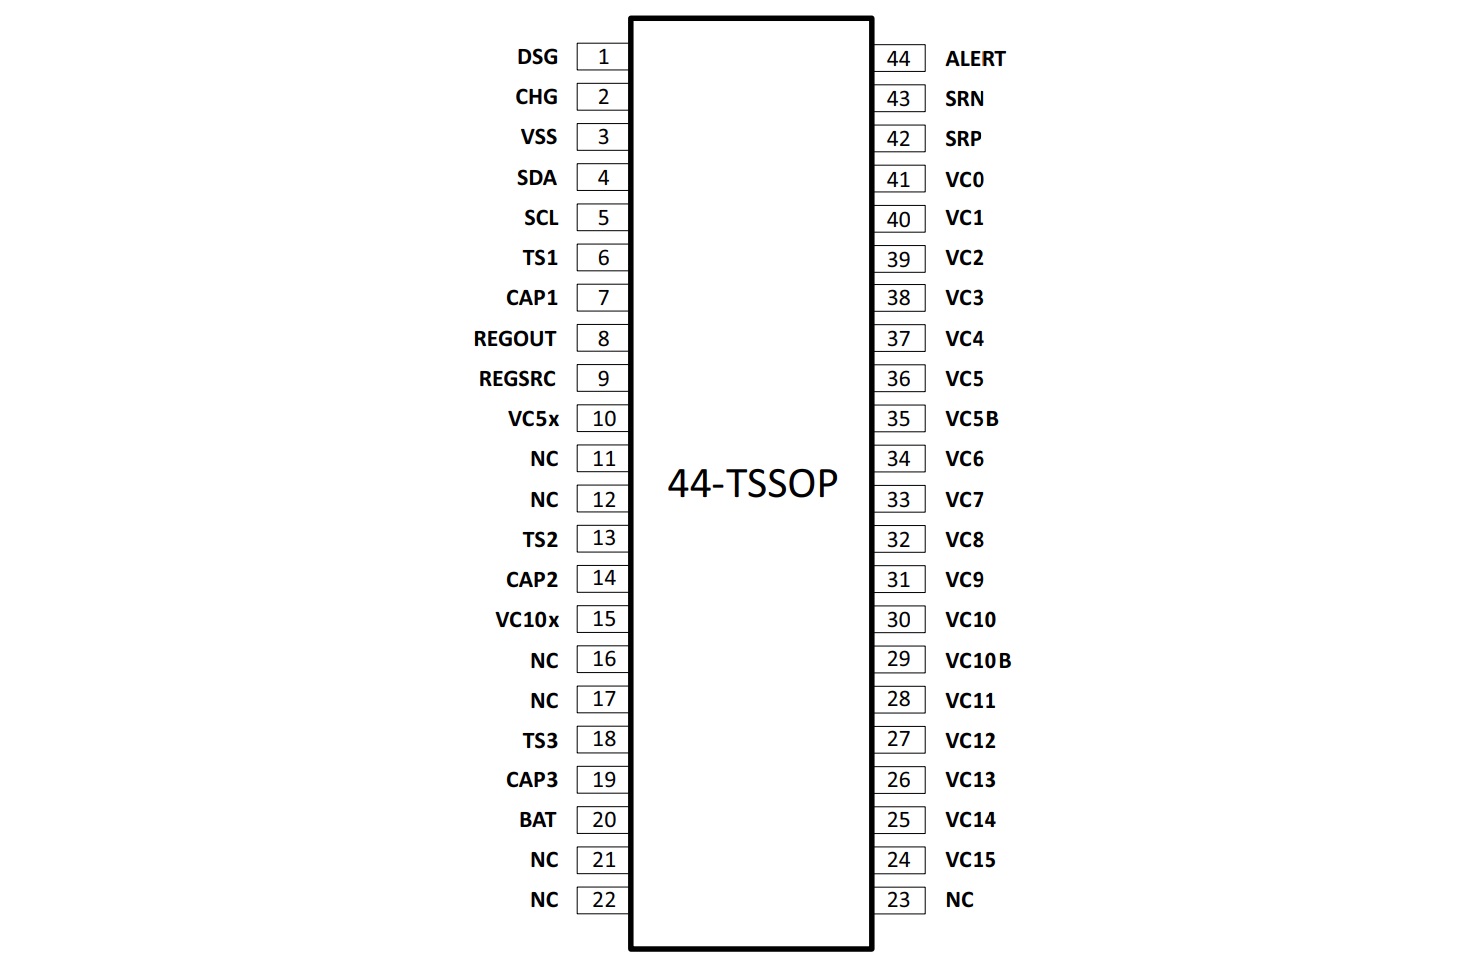 DSG 1 44 ALERT
CHG 2 43 SRN
VSS 3 42 SRP
SDA 4 41 VC0
SCL 5 40 VC1
TS1 6 39 VC2
CAP1 7 38 VC3
REGOUT 8 37 VC4
REGSRC 9 36 VC5
VC5x 10 35 VC5B
NC 11 34 VC6
44-TSSOP
NC 12 33 VC7
TS2 13 32 VC8
CAP2 14 31 VC9
VC10x 15 30 VC10
NC 16 29 VC10B
NC 17 28 VC11
TS3 18 27 VC12
CAP3 19 26 VC13
BAT 20 25 VC14
NC 21 24 VC15
NC 22 23 NC